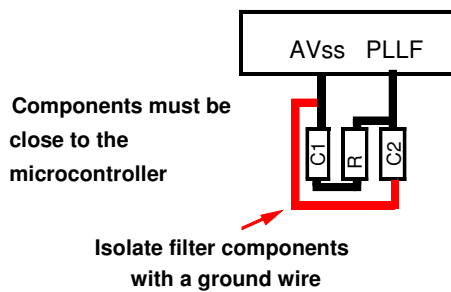 AVss PLLF
Components must be
close to the
microcontroller
C1 R C2
Isolate filter components
with a ground wire